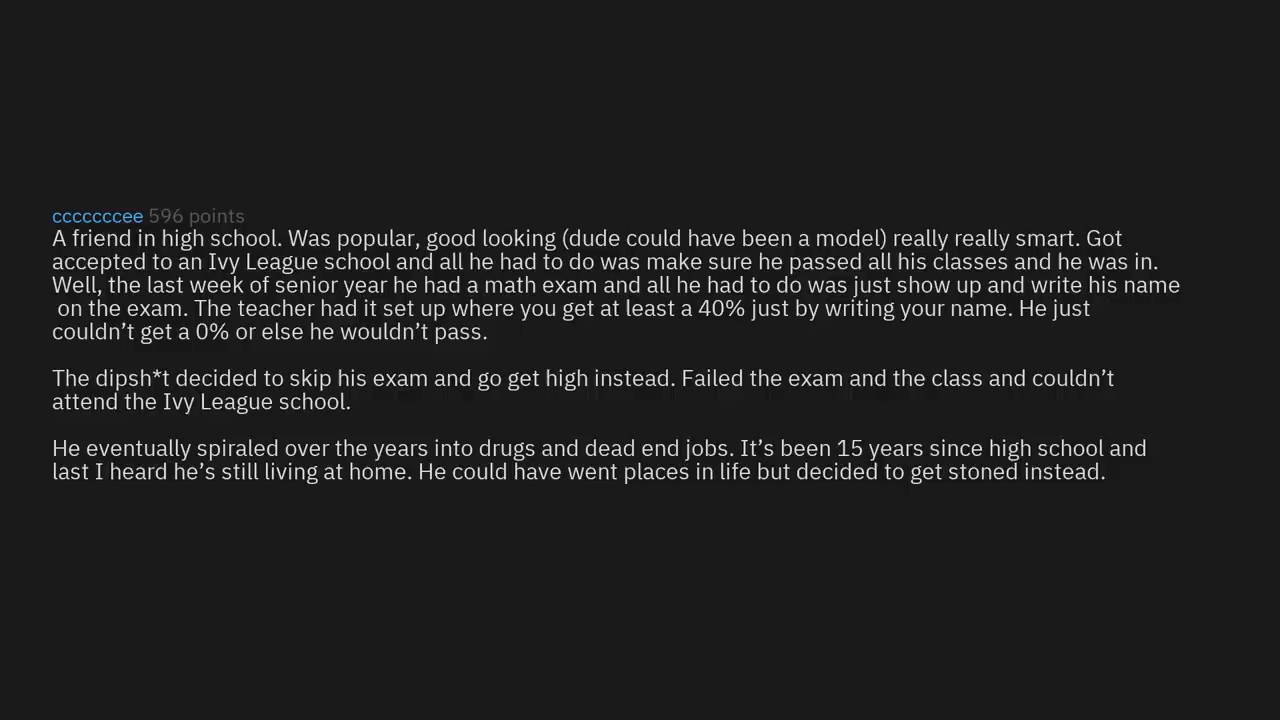 ccccccccee 596 points
A friend in high school. Was popular, good looking (dude could have been a model) really really smart. Got
accepted to an Ivy League school and all he had to do was make sure he passed all his classes and he was in.
Well, the last week of senior year he had a math exam and all he had to do was just show up and write his name
on the exam. The teacher had it set up where you get at least a 40% just by writing your name. He just
couldn’t get a 0% or else he wouldn’t pass.
The dipsh*t decided to skip his exam and go get high instead. Failed the exam and the class and couldn’t
attend the Ivy League school.
He eventually spiraled over the years into drugs and dead end jobs. It’s been 15 years since high school and
last I heard he’s still living at home. He could have went places in life but decided to get stoned instead.